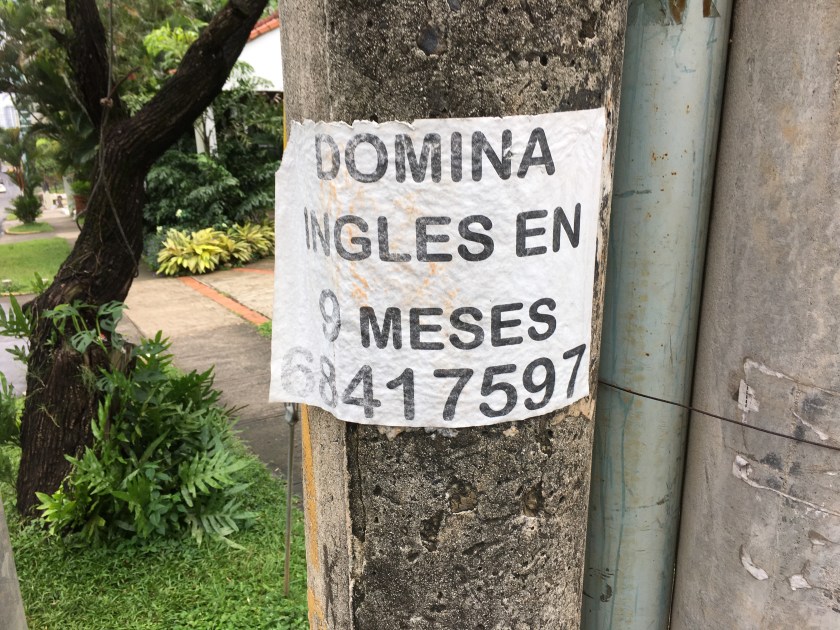 DOMINA
INGLES EN
9 MESES
68417597